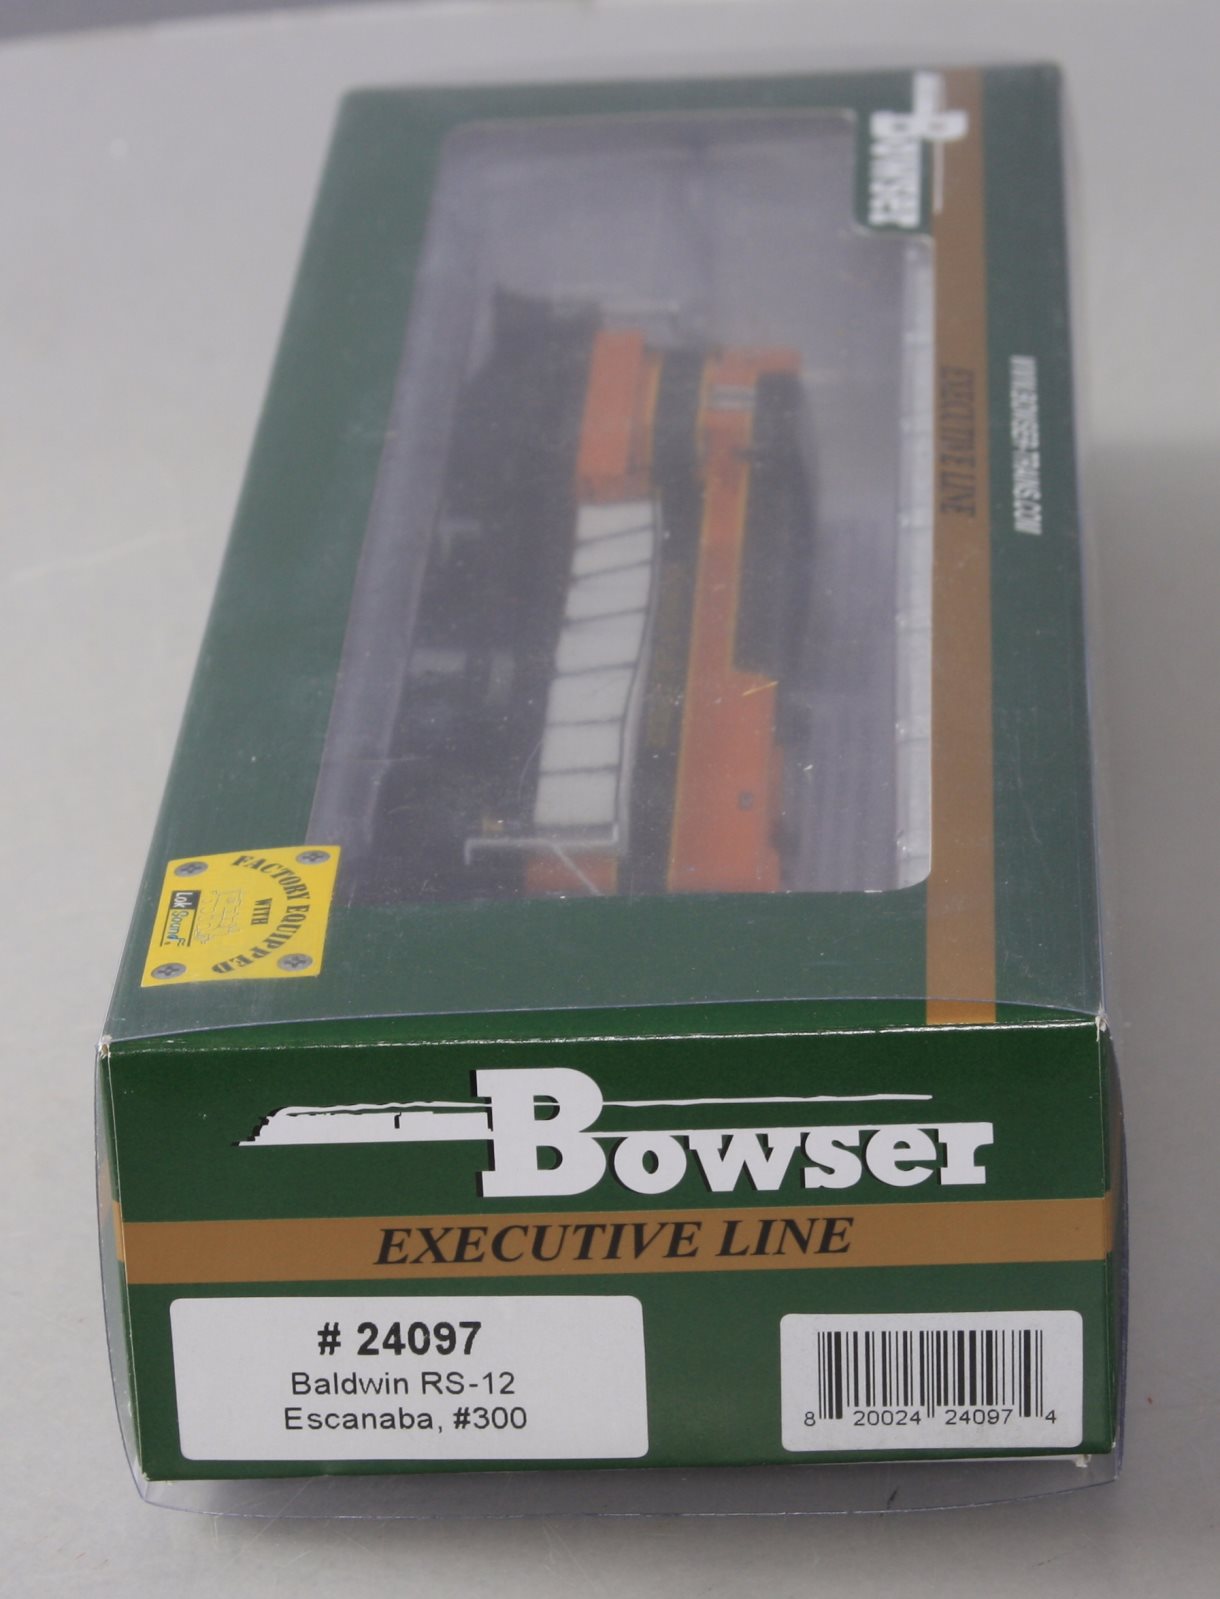 BOWSER
EXECUTIVE LINE
WWW.BOWSER-TRAINS.COM
FACTORY EQUIPPED
WITH
LokSound
BOWSER
EXECUTIVE LINE
# 24097
Baldwin RS-12
Escanaba, #300
8 20024 24097 4